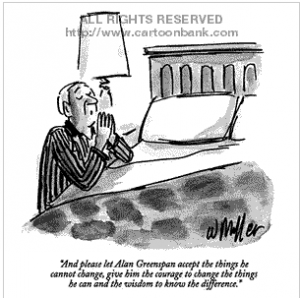 ALL RIGHTS RESERVED
http://www.cartoonbank.com
W Miller
"And please let Alan Greenspan accept the things he
cannot change, give him the courage to change the things
he can and the wisdom to know the difference."